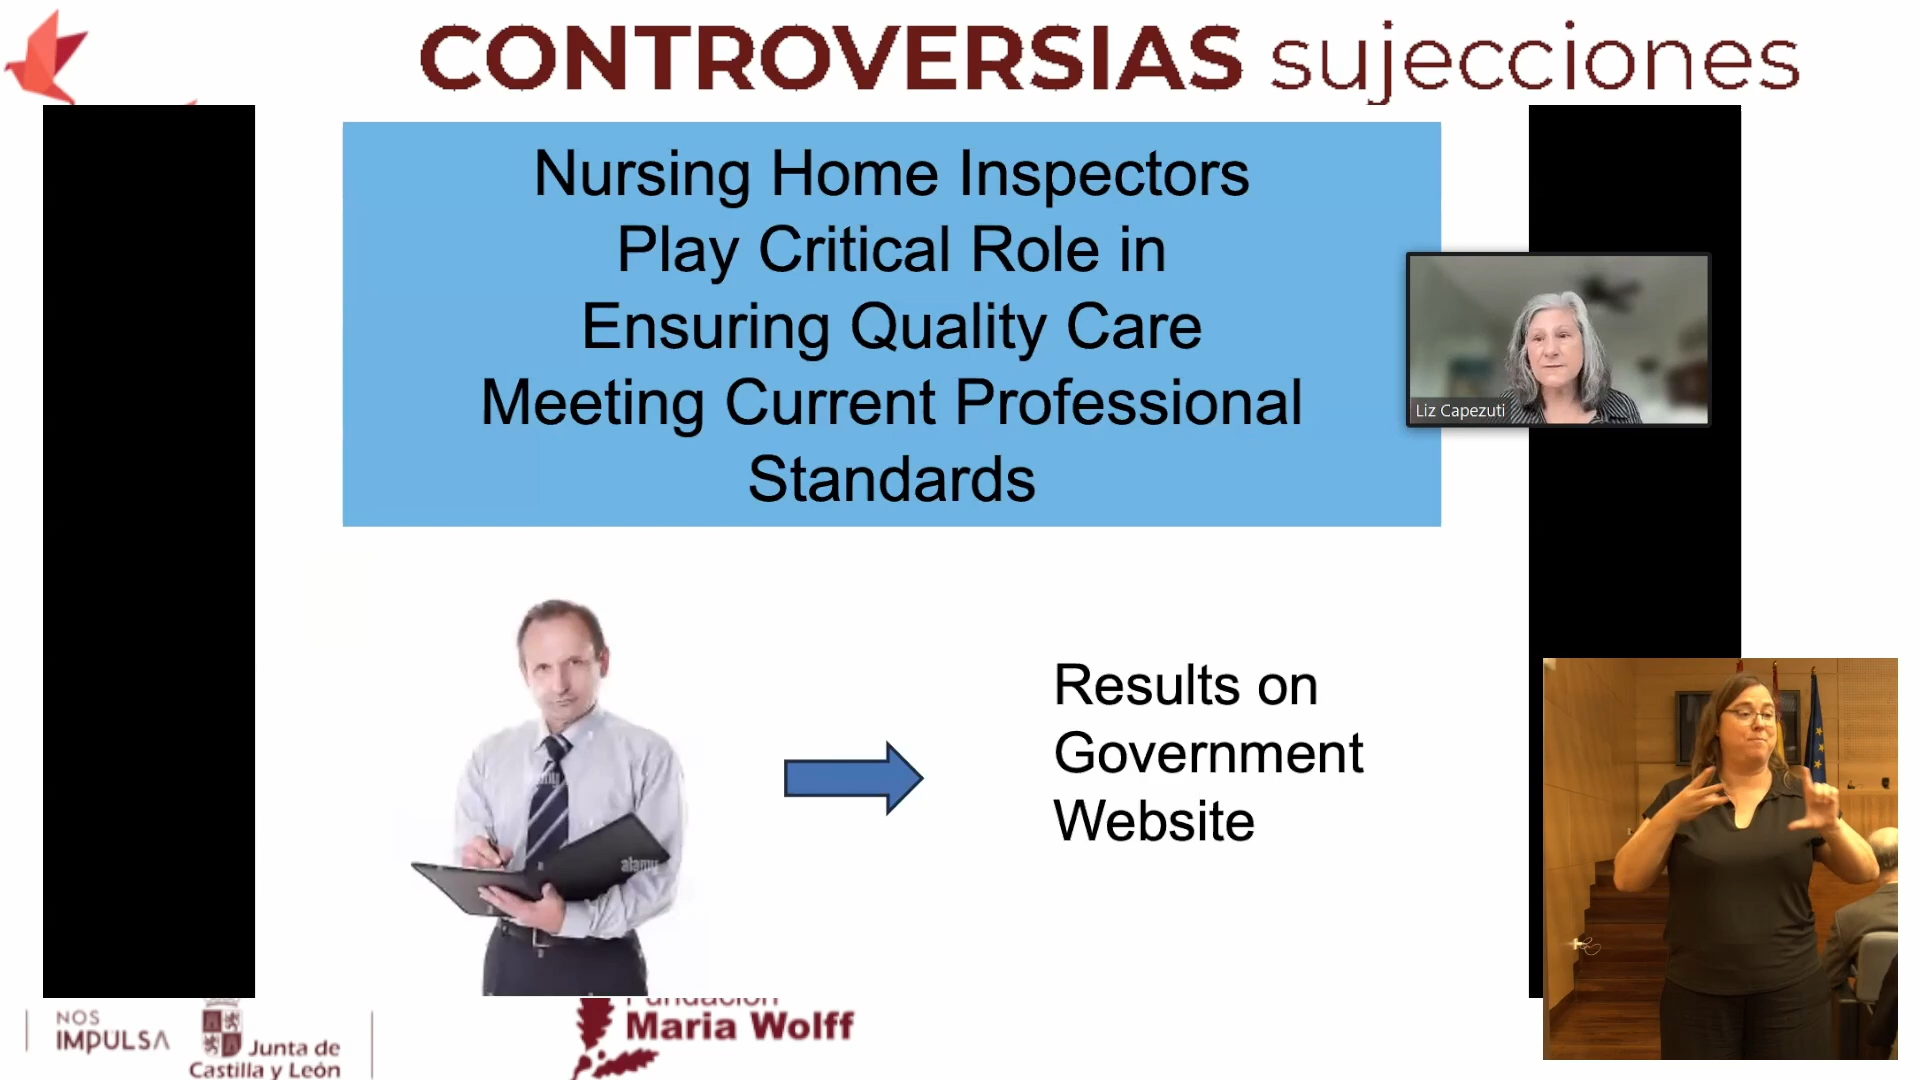 CONTROVERSIAS sujecciones
Nursing Home Inspectors
Play Critical Role in
Ensuring Quality Care
Meeting Current Professional
Standards
Liz Capezuti
Results on
Government
Website
alamy
NOS
IMPULSA
Junta de
Castilla y León
Fundación
Maria Wolff